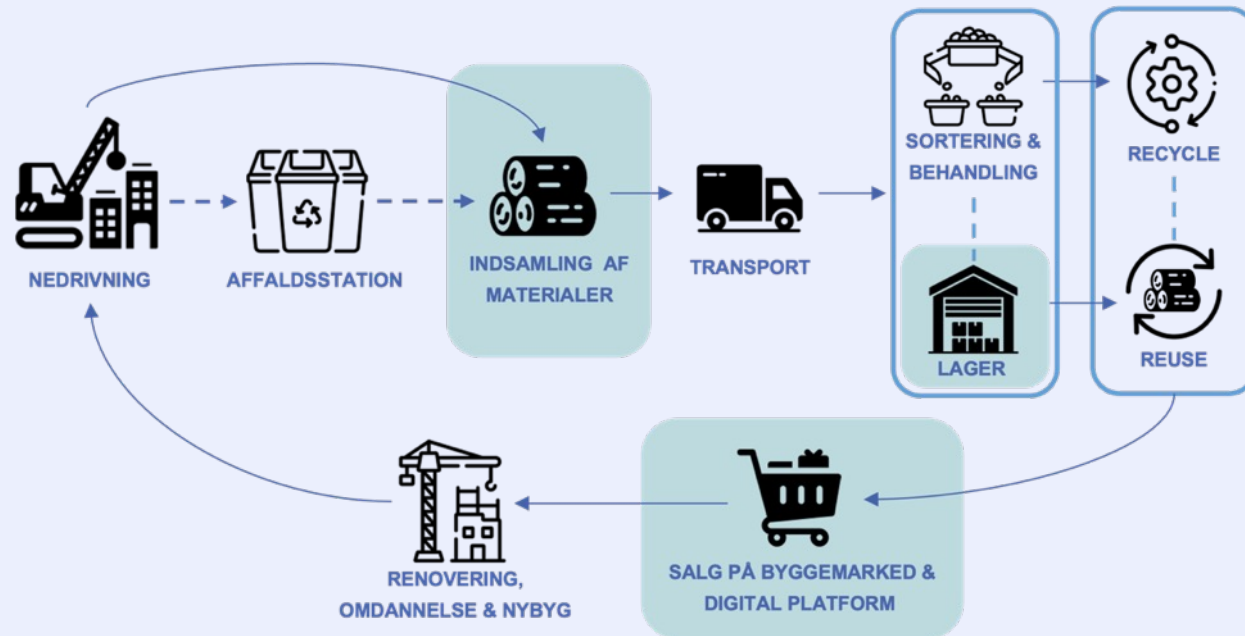 NEDRIVNING
AFFALDSSTATION
INDSAMLING AF
MATERIALER
TRANSPORT
SORTERING &
BEHANDLING
LAGER
RECYCLE
REUSE
SALG PÅ BYGGEMARKED &
DIGITAL PLATFORM
RENOVERING,
OMDANNELSE & NYBYG